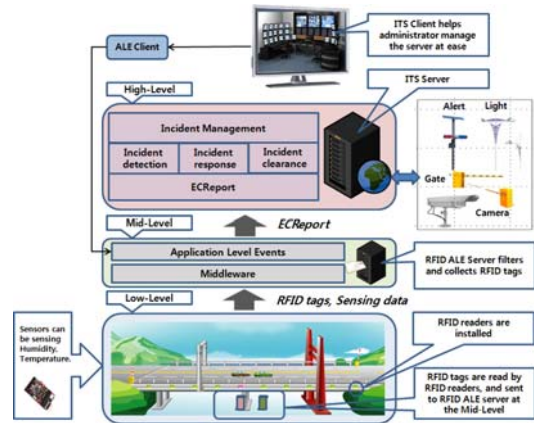 ITS Client helps
administrator manage
the server at ease
ALE Client
High-Level
ITS Server
Incident Management
Incident
detection
Incident
response
Incident
clearance
ECReport
Alert
Light
Gate
Camera
Mid-Level
ECReport
Application Level Events
Middleware
RFID ALE Server filters
and collects RFID tags
Low-Level
RFID tags, Sensing data
Sensors can
be sensing
Humidity,
Temperature.
RFID readers are
installed
RFID tags are read by
RFID readers, and sent
to RFID ALE server at
the Mid-Level